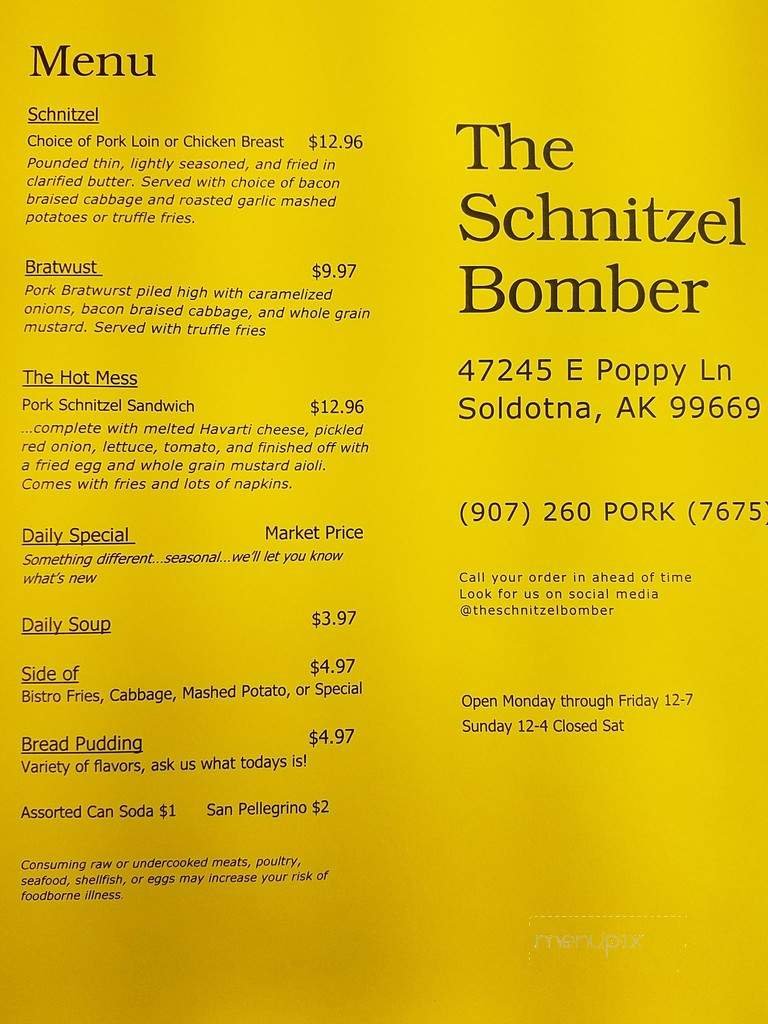 Menu
Schnitzel
Choice of Pork Loin or Chicken Breast $12.96
Pounded thin, lightly seasoned, and fried in
clarified butter. Served with choice of bacon
braised cabbage and roasted garlic mashed
potatoes or truffle fries.
Bratwust $9.97
Pork Bratwurst piled high with caramelized
onions, bacon braised cabbage, and whole grain
mustard. Served with truffle fries
The Hot Mess
Pork Schnitzel Sandwich $12.96
...complete with melted Havarti cheese, pickled
red onion, lettuce, tomato, and finished off with
a fried egg and whole grain mustard aioli.
Comes with fries and lots of napkins.
Daily Special Market Price
Something different...seasonal...we'll let you know
what's new
Daily Soup $3.97
Side of $4.97
Bistro Fries, Cabbage, Mashed Potato, or Special
Bread Pudding $4.97
Variety of flavors, ask us what todays is!
Assorted Can Soda $1 San Pellegrino $2
Consuming raw or undercooked meats, poultry,
seafood, shellfish, or eggs may increase your risk of
foodborne illness.
The
Schnitzel
Bomber
47245 E Poppy Ln
Soldotna, AK 99669
(907) 260 PORK (7675)
Call your order in ahead of time
Look for us on social media
@theschnitzelbomber
Open Monday through Friday 12-7
Sunday 12-4 Closed Sat
menupix